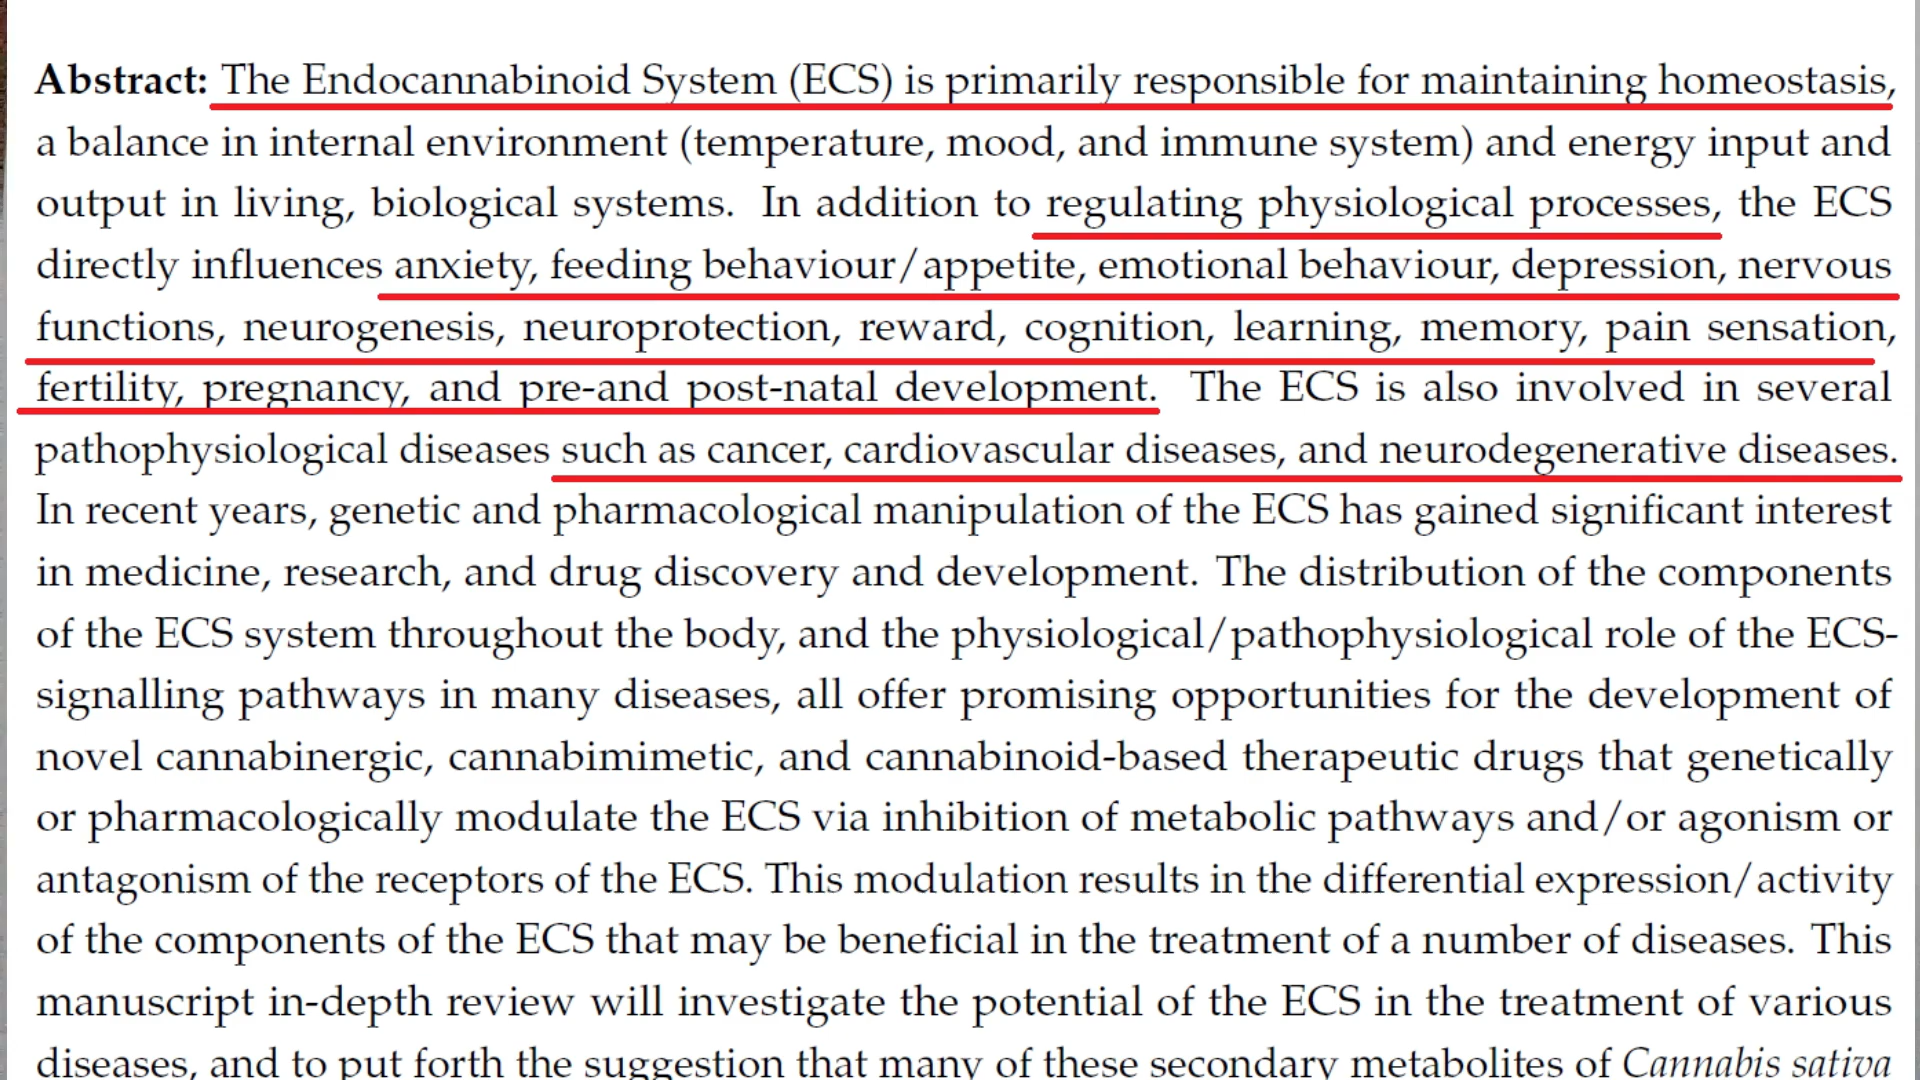 Abstract: The Endocannabinoid System (ECS) is primarily responsible for maintaining homeostasis,
a balance in internal environment (temperature, mood, and immune system) and energy input and
output in living, biological systems. In addition to regulating physiological processes, the ECS
directly influences anxiety, feeding behaviour/appetite, emotional behaviour, depression, nervous
functions, neurogenesis, neuroprotection, reward, cognition, learning, memory, pain sensation,
fertility, pregnancy, and pre-and post-natal development. The ECS is also involved in several
pathophysiological diseases such as cancer, cardiovascular diseases, and neurodegenerative diseases.
In recent years, genetic and pharmacological manipulation of the ECS has gained significant interest
in medicine, research, and drug discovery and development. The distribution of the components
of the ECS system throughout the body, and the physiological/pathophysiological role of the ECS-
signalling pathways in many diseases, all offer promising opportunities for the development of
novel cannabinergic, cannabimimetic, and cannabinoid-based therapeutic drugs that genetically
or pharmacologically modulate the ECS via inhibition of metabolic pathways and/or agonism or
antagonism of the receptors of the ECS. This modulation results in the differential expression/activity
of the components of the ECS that may be beneficial in the treatment of a number of diseases. This
manuscript in-depth review will investigate the potential of the ECS in the treatment of various
diseases, and to put forth the suggestion that many of these secondary metabolites of Cannabis sativa